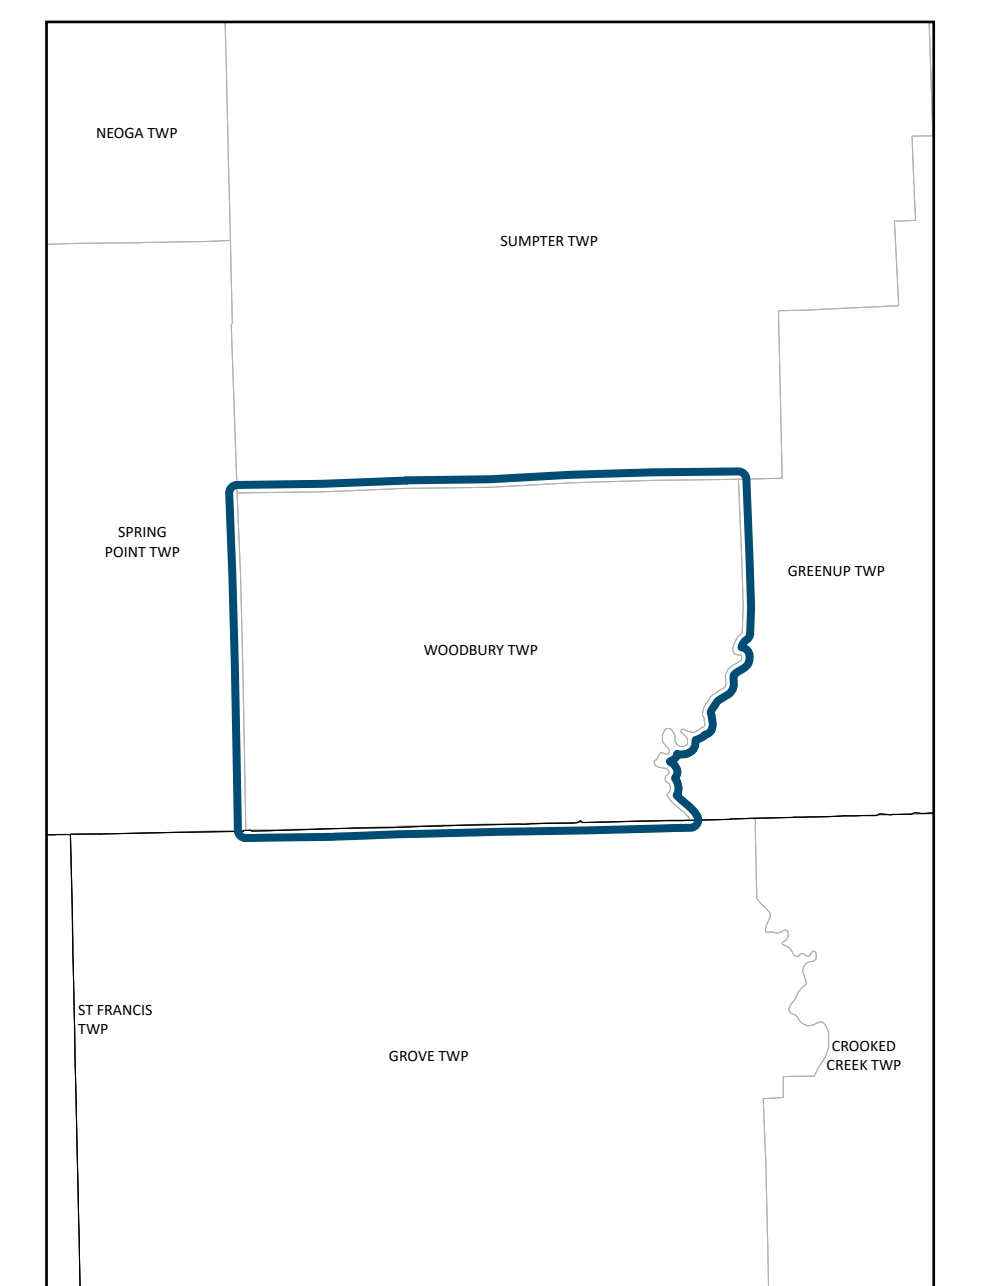 NEOGA TWP
SUMPTER TWP
SPRING
POINT TWP
GREENUP TWP
WOODBURY TWP
ST FRANCIS
TWP
GROVE TWP
CROOKED
CREEK TWP